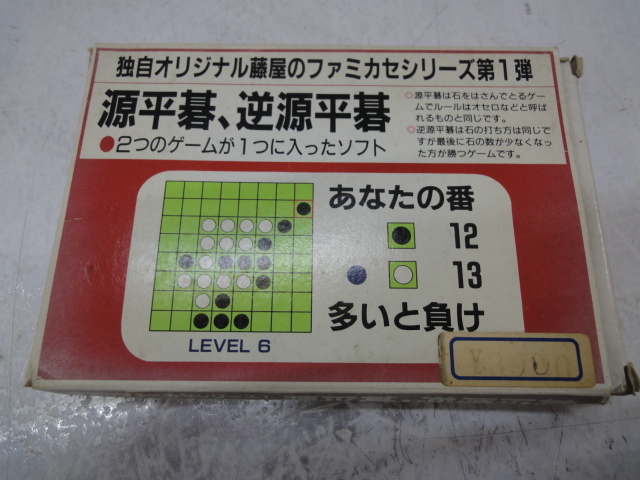 独自オリジナル藤屋のファミカセシリーズ第1弾
源平碁、逆源平碁
●2つのゲームが1つに入ったソフト
◎源平碁は石をはさんでとるゲー
ムでルールはオセロなどと呼ば
れるものと同じです。
◎逆源平碁は石の打ち方は同じで
すが最後に石の数か少なくなっ
た方が勝つゲームです。
あなたの番
12
13
多いと負け
LEVEL 6